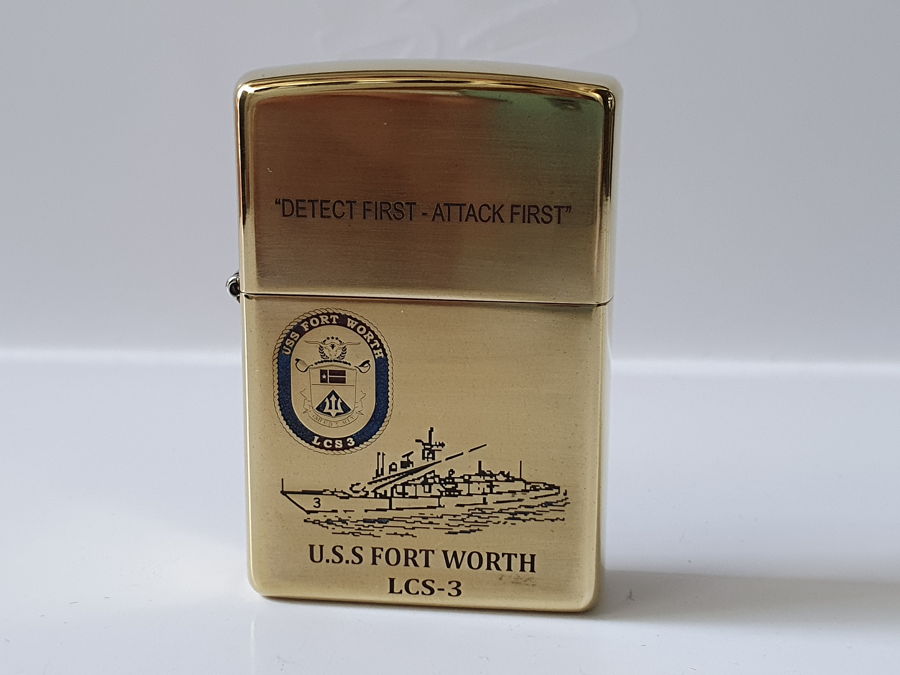 “DETECT FIRST - ATTACK FIRST”
USS FORT WORTH
LCS 3
3
U.S.S FORT WORTH
LCS-3